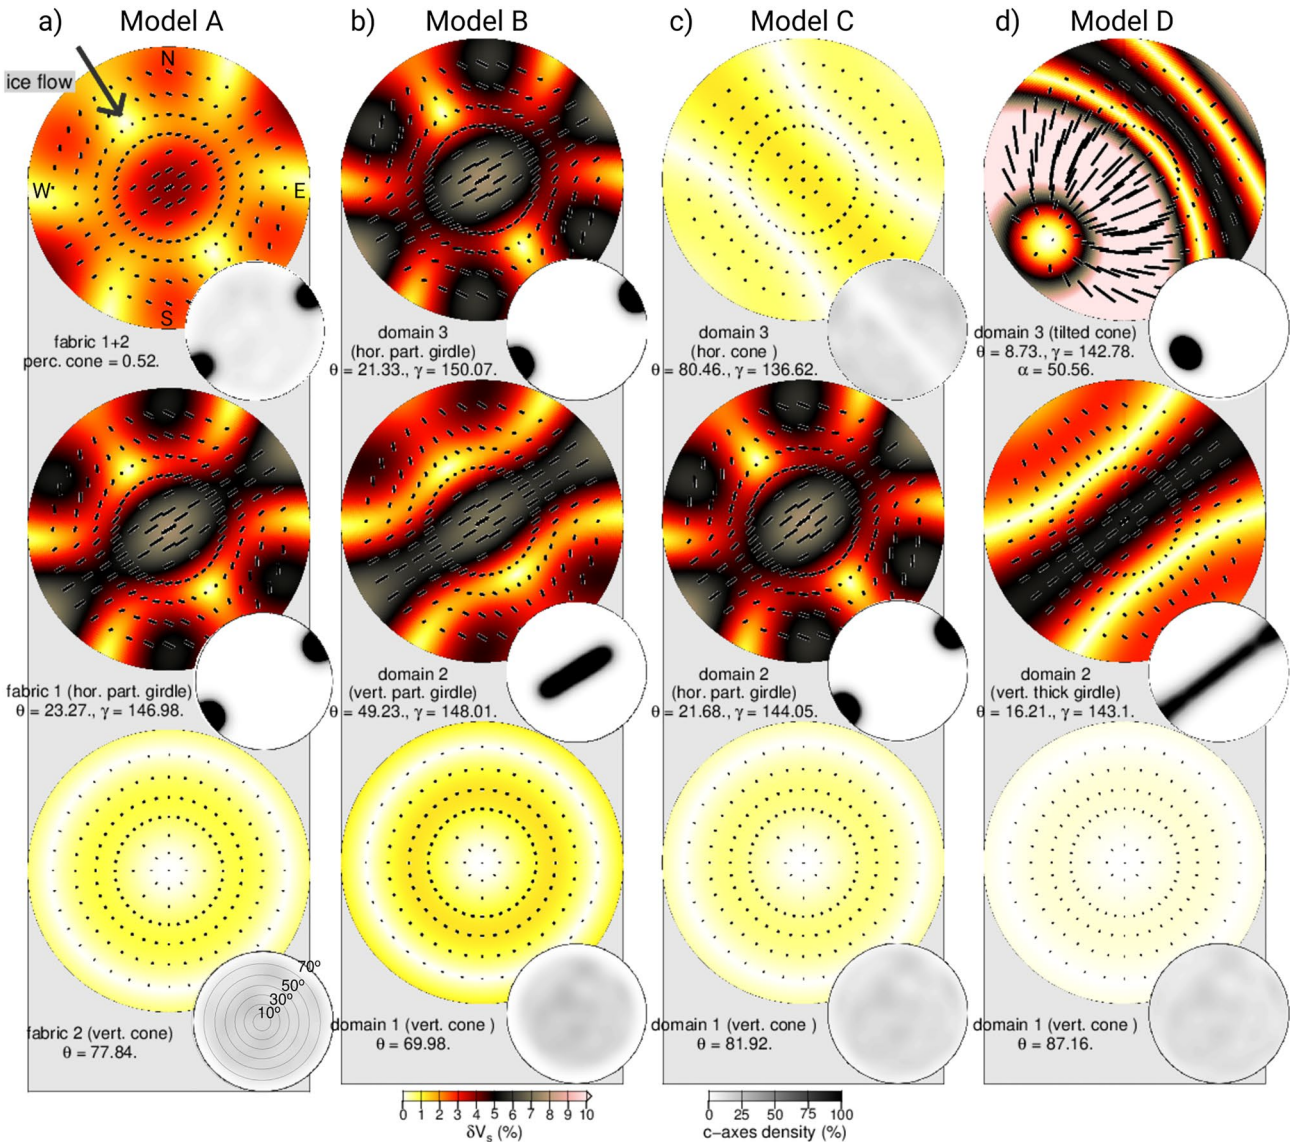 a) Model A
b) Model B
c) Model C
d) Model D
ice flow
N
W
E
S
fabric 1+2
perc. cone = 0.52.
domain 3
(hor. part. girdle)
θ = 21.33., γ = 150.07.
domain 3
(hor. cone )
θ = 80.46., γ = 136.62.
domain 3 (tilted cone)
θ = 8.73., γ = 142.78.
α = 50.56.
fabric 1 (hor. part. girdle)
θ = 23.27., γ = 146.98.
domain 2
(vert. part. girdle)
θ = 49.23., γ = 148.01.
domain 2
(hor. part. girdle)
θ = 21.68., γ = 144.05.
domain 2
(vert. thick girdle)
θ = 16.21., γ = 143.1.
70º
50º
30º
10º
fabric 2 (vert. cone)
θ = 77.84.
domain 1 (vert. cone )
θ = 69.98.
domain 1 (vert. cone )
θ = 81.92.
domain 1 (vert. cone )
θ = 87.16.
0 1 2 3 4 5 6 7 8 9 10
δVs (%)
0 25 50 75 100
c−axes density (%)